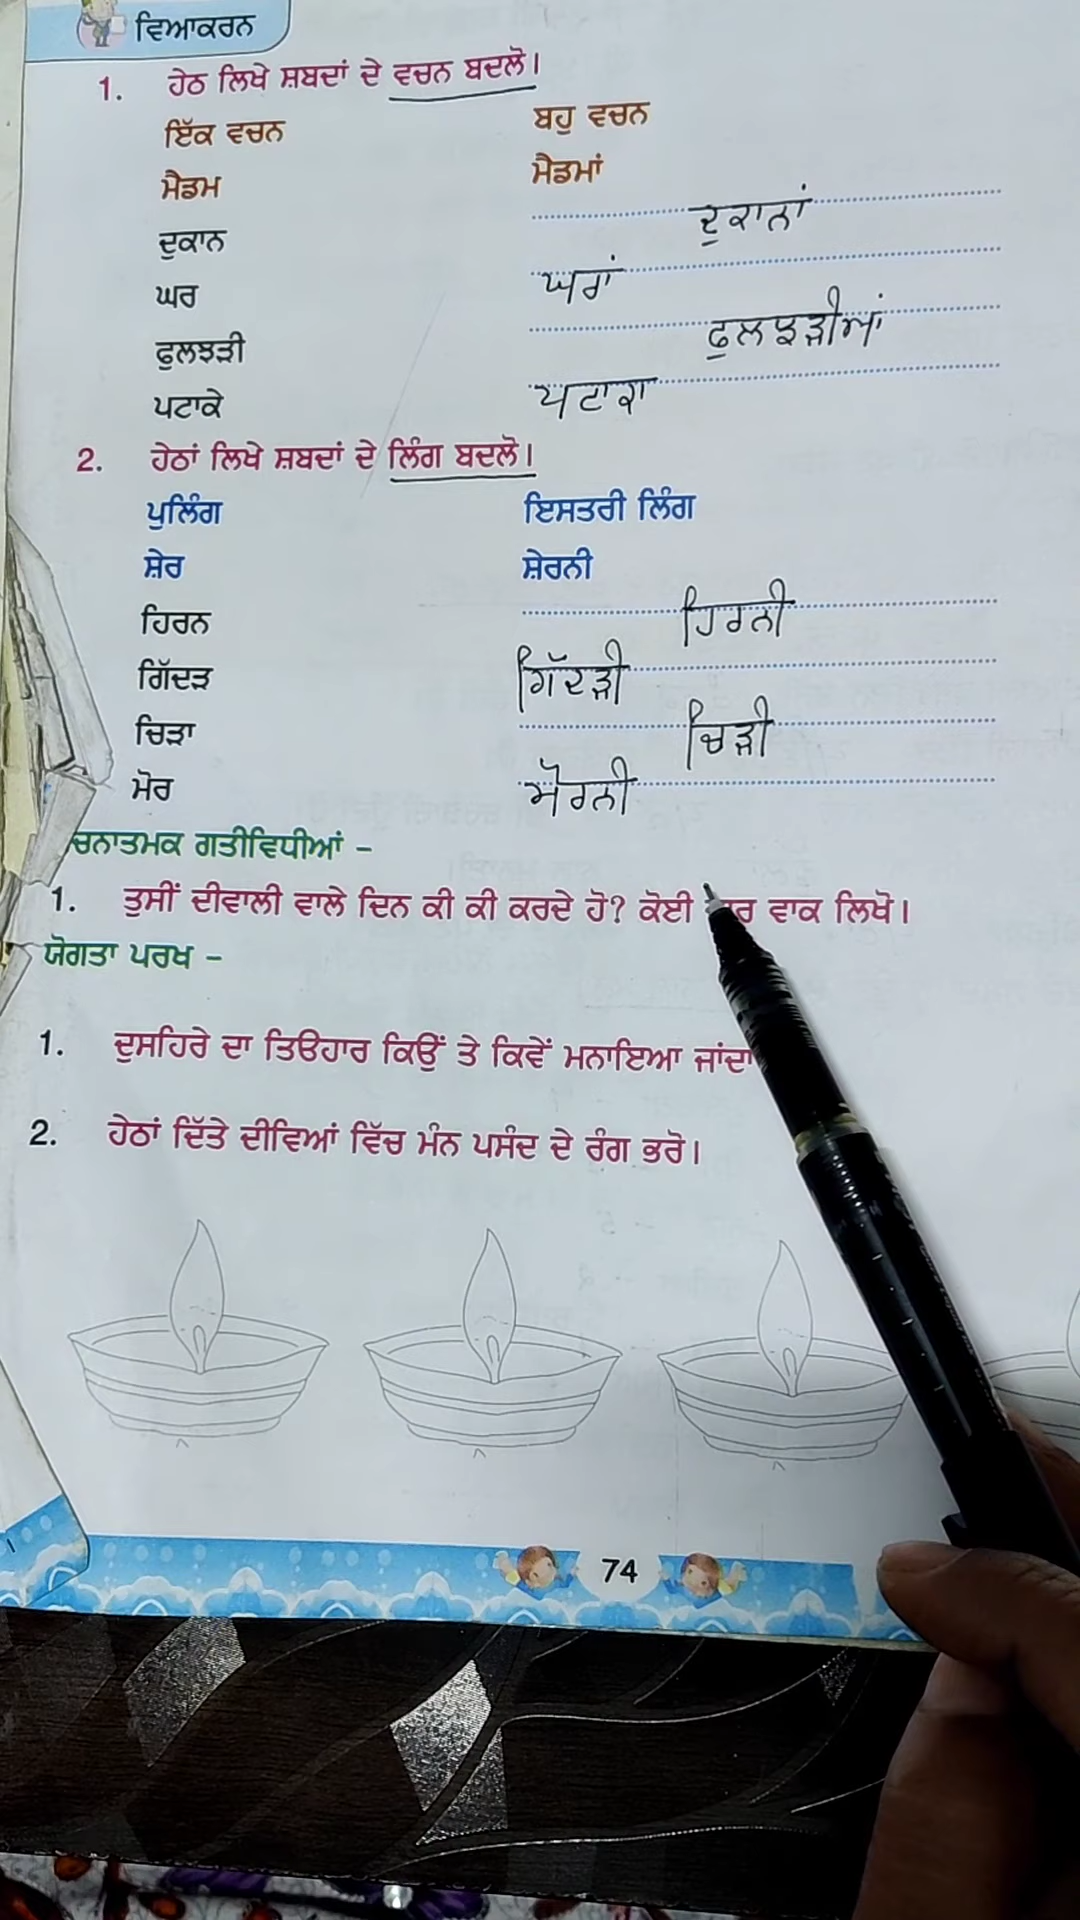 ਵਿਆਕਰਨ
1. ਹੇਠ ਲਿਖੇ ਸ਼ਬਦਾਂ ਦੇ ਵਚਨ ਬਦਲੋ।
ਇੱਕ ਵਚਨ ਬਹੁ ਵਚਨ
ਮੈਡਮ ਮੈਡਮਾਂ
ਦੁਕਾਨ ਦੁਕਾਨਾਂ
ਘਰ ਘਰਾਂ
ਫੁਲਝੜੀ ਫੁਲਝੜੀਆਂ
ਪਟਾਕੇ ਪਟਾਕਾ
2. ਹੇਠਾਂ ਲਿਖੇ ਸ਼ਬਦਾਂ ਦੇ ਲਿੰਗ ਬਦਲੋ।
ਪੁਲਿੰਗ ਇਸਤਰੀ ਲਿੰਗ
ਸ਼ੇਰ ਸ਼ੇਰਨੀ
ਹਿਰਨ ਹਿਰਨੀ
ਗਿੱਦੜ ਗਿੱਦੜੀ
ਚਿੜਾ ਚਿੜੀ
ਮੋਰ ਮੋਰਨੀ
ਚਨਾਤਮਕ ਗਤੀਵਿਧੀਆਂ -
1. ਤੁਸੀਂ ਦੀਵਾਲੀ ਵਾਲੇ ਦਿਨ ਕੀ ਕੀ ਕਰਦੇ ਹੋ? ਕੋਈ ਵਾਕ ਲਿਖੋ।
ਯੋਗਤਾ ਪਰਖ -
1. ਦੁਸਹਿਰੇ ਦਾ ਤਿਓਹਾਰ ਕਿਉਂ ਤੇ ਕਿਵੇਂ ਮਨਾਇਆ ਜਾਂਦਾ
2. ਹੇਠਾਂ ਦਿੱਤੇ ਦੀਵਿਆਂ ਵਿੱਚ ਮੰਨ ਪਸੰਦ ਦੇ ਰੰਗ ਭਰੋ।
74